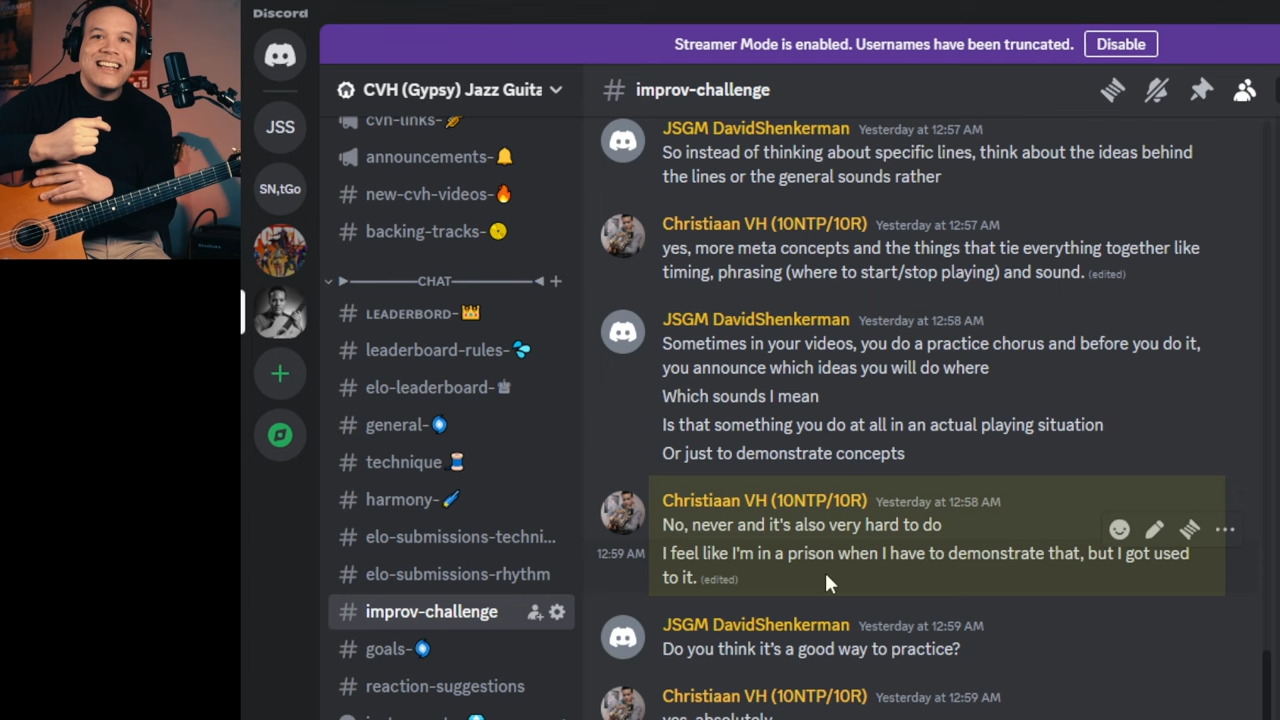 Discord
Streamer Mode is enabled. Usernames have been truncated.
Disable
JSS
SN,tGo
CVH (Gypsy) Jazz Guita
cvh-links-
announcements-
new-cvh-videos-
backing-tracks-
CHAT
LEADERBORD-
leaderboard-rules-
elo-leaderboard-
general-
technique
harmony-
elo-submissions-techni...
elo-submissions-rhythm
improv-challenge
goals-
reaction-suggestions
improv-challenge
JSGM DavidShenkerman Yesterday at 12:57 AM
So instead of thinking about specific lines, think about the ideas behind
the lines or the general sounds rather
Christiaan VH (10NTP/10R) Yesterday at 12:57 AM
yes, more meta concepts and the things that tie everything together like
timing, phrasing (where to start/stop playing) and sound. (edited)
JSGM DavidShenkerman Yesterday at 12:58 AM
Sometimes in your videos, you do a practice chorus and before you do it,
you announce which ideas you will do where
Which sounds I mean
Is that something you do at all in an actual playing situation
Or just to demonstrate concepts
Christiaan VH (10NTP/10R) Yesterday at 12:58 AM
No, never and it's also very hard to do
12:59 AM I feel like I'm in a prison when I have to demonstrate that, but I got used
to it. (edited)
JSGM DavidShenkerman Yesterday at 12:59 AM
Do you think it's a good way to practice?
Christiaan VH (10NTP/10R) Yesterday at 12:59 AM
yes, absolutely